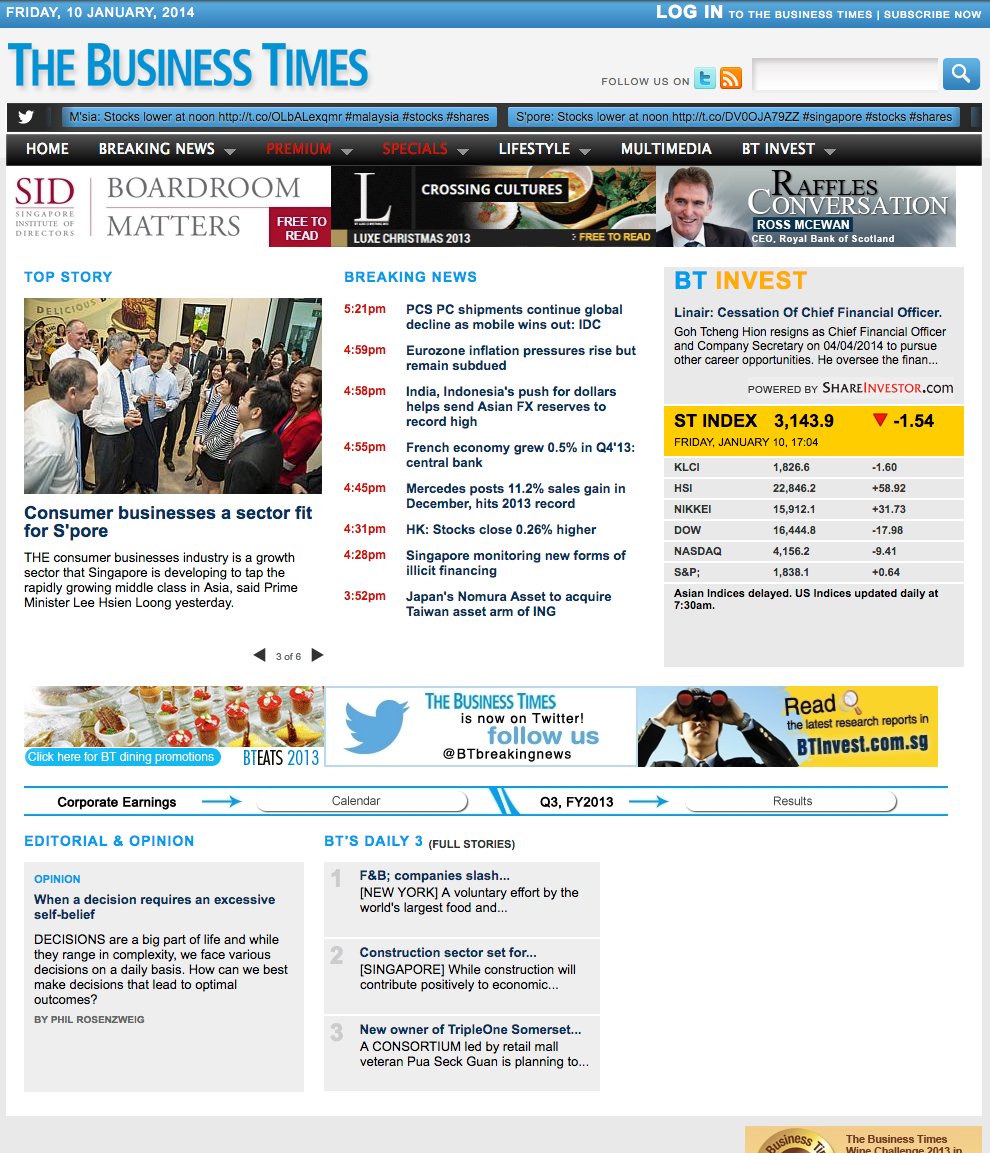 FRIDAY, 10 JANUARY, 2014
LOG IN TO THE BUSINESS TIMES | SUBSCRIBE NOW
THE BUSINESS TIMES
FOLLOW US ON
M'sia: Stocks lower at noon http://t.co/OLbALexqmr #malaysia #stocks #shares
S'pore: Stocks lower at noon http://t.co/DV0OJA79ZZ #singapore #stocks #shares
HOME BREAKING NEWS PREMIUM SPECIALS LIFESTYLE MULTIMEDIA BT INVEST
SID
SINGAPORE
INSTITUTE OF
DIRECTORS
BOARDROOM
MATTERS
FREE TO
READ
L
CROSSING CULTURES
LUXE CHRISTMAS 2013
FREE TO READ
RAFFLES
CONVERSATION
ROSS MCEWAN
CEO, Royal Bank of Scotland
TOP STORY
DELICIOU
Consumer businesses a sector fit
for S'pore
THE consumer businesses industry is a growth
sector that Singapore is developing to tap the
rapidly growing middle class in Asia, said Prime
Minister Lee Hsien Loong yesterday.
3 of 6
BREAKING NEWS
5:21pm PCS PC shipments continue global
decline as mobile wins out: IDC
4:59pm Eurozone inflation pressures rise but
remain subdued
4:58pm India, Indonesia's push for dollars
helps send Asian FX reserves to
record high
4:55pm French economy grew 0.5% in Q4'13:
central bank
4:45pm Mercedes posts 11.2% sales gain in
December, hits 2013 record
4:31pm HK: Stocks close 0.26% higher
4:28pm Singapore monitoring new forms of
illicit financing
3:52pm Japan's Nomura Asset to acquire
Taiwan asset arm of ING
BT INVEST
Linair: Cessation Of Chief Financial Officer.
Goh Tcheng Hion resigns as Chief Financial Officer
and Company Secretary on 04/04/2014 to pursue
other career opportunities. He oversee the finan...
POWERED BY SHAREINVESTOR.com
ST INDEX 3,143.9 -1.54
FRIDAY, JANUARY 10, 17:04
KLCI 1,826.6 -1.60
HSI 22,846.2 +58.92
NIKKEI 15,912.1 +31.73
DOW 16,444.8 -17.98
NASDAQ 4,156.2 -9.41
S&P; 1,838.1 +0.64
Asian Indices delayed. US Indices updated daily at
7:30am.
Click here for BT dining promotions
BTEATS 2013
THE BUSINESS TIMES
is now on Twitter!
follow us
@BTbreakingnews
Read
the latest research reports in
BTInvest.com.sg
Corporate Earnings Calendar Q3, FY2013 Results
EDITORIAL & OPINION
OPINION
When a decision requires an excessive
self-belief
DECISIONS are a big part of life and while
they range in complexity, we face various
decisions on a daily basis. How can we best
make decisions that lead to optimal
outcomes?
BY PHIL ROSENZWEIG
BT'S DAILY 3 (FULL STORIES)
1 F&B; companies slash...
[NEW YORK] A voluntary effort by the
world's largest food and...
2 Construction sector set for...
[SINGAPORE] While construction will
contribute positively to economic...
3 New owner of TripleOne Somerset...
A CONSORTIUM led by retail mall
veteran Pua Seck Guan is planning to...
The Business Times
Wine Challenge 2013 in